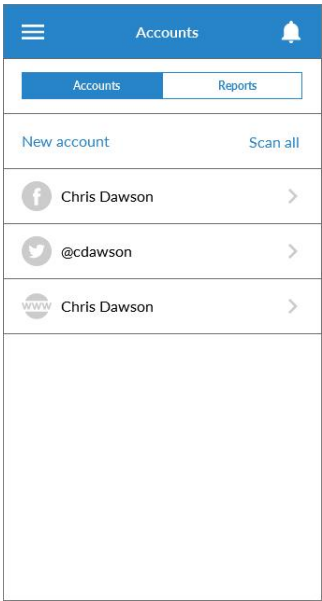 Accounts
Accounts Reports
New account Scan all
f Chris Dawson
@cdawson
www Chris Dawson